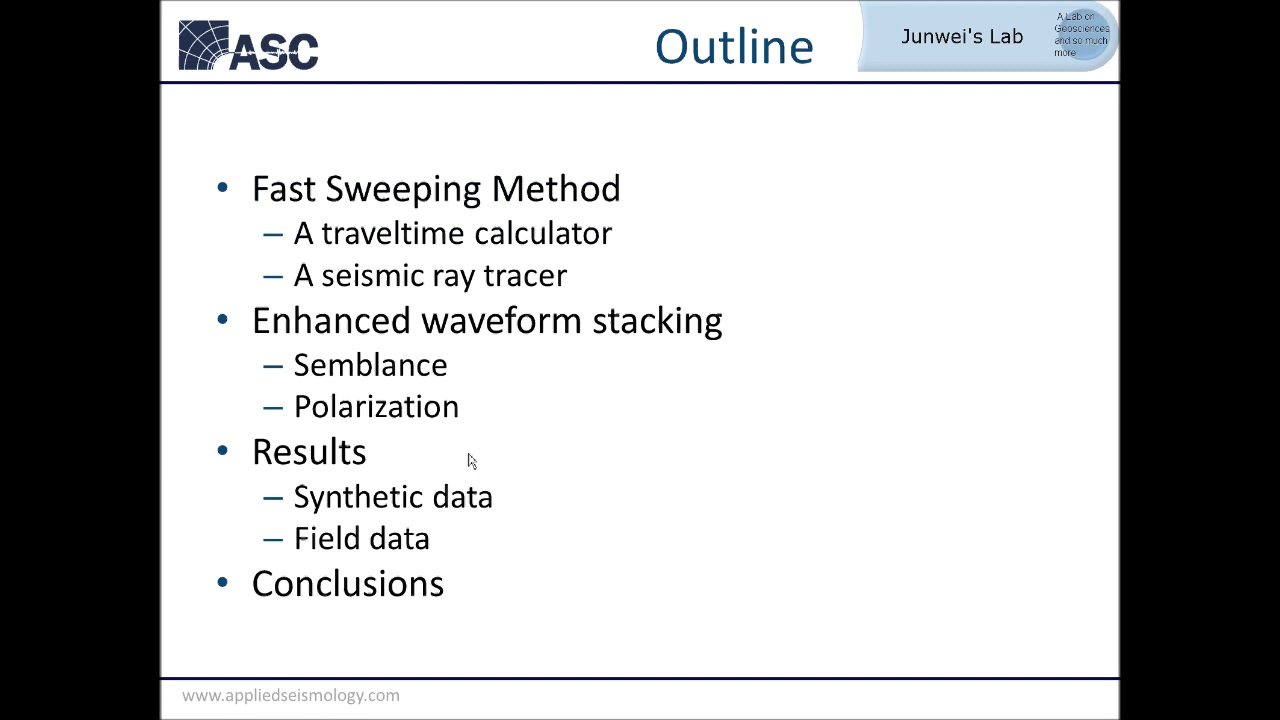 ASC
Outline
Junwei's Lab
A Lab on
Geosciences
and so much
more
• Fast Sweeping Method
– A traveltime calculator
– A seismic ray tracer
• Enhanced waveform stacking
– Semblance
– Polarization
• Results
– Synthetic data
– Field data
• Conclusions
www.appliedseismology.com